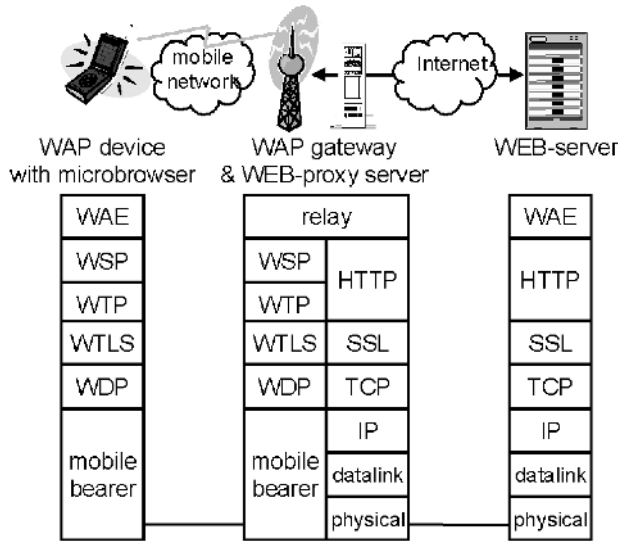 mobile
network
Internet
WAP device
with microbrowser
WAP gateway
& WEB-proxy server
WEB-server
WAE
WSP
WTP
WTLS
WDP
mobile
bearer
relay
WSP
WTP
WTLS
WDP
mobile
bearer
HTTP
SSL
TCP
IP
datalink
physical
WAE
HTTP
SSL
TCP
IP
datalink
physical